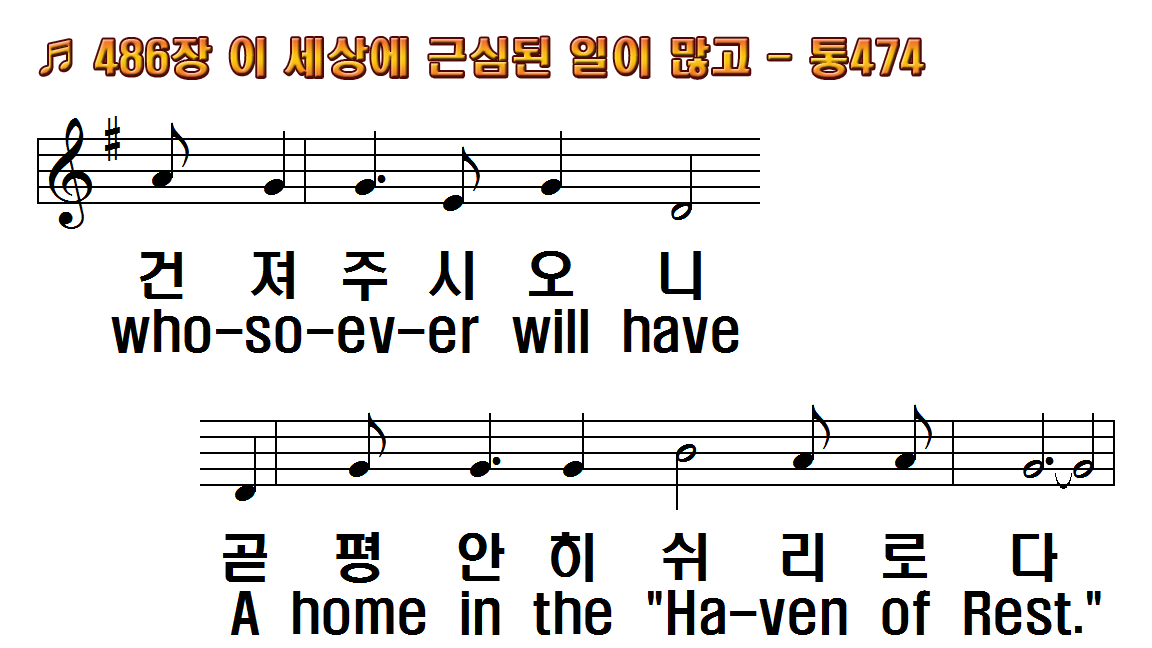 ♬ 486장 이 세상에 근심된 일이 많고 - 통474
건 져 주 시 오 니
who-so-ev-er will have
곧 평 안 히 쉬 리 로 다
A home in the "Ha-ven of Rest."